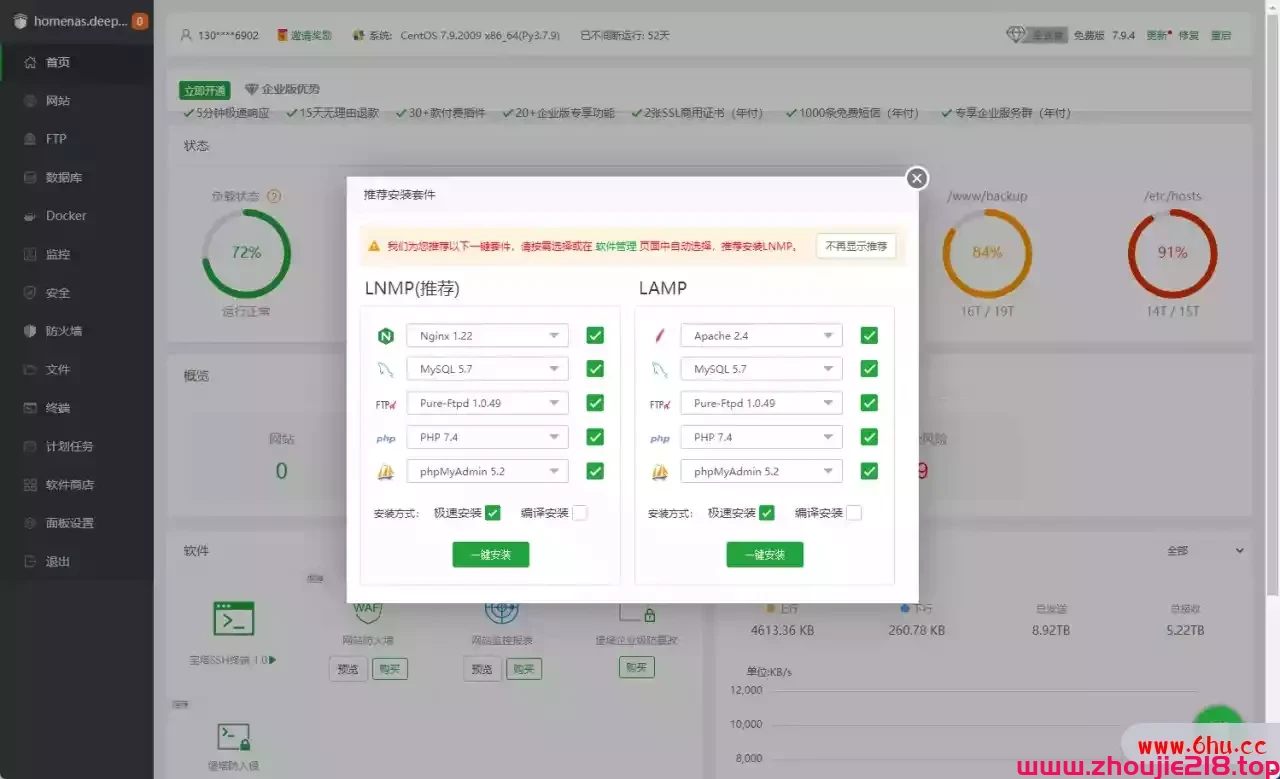 homenas.deep... 0
首页
网站
FTP
数据库
Docker
监控
安全
防火墙
文件
终端
计划任务
软件商店
面板设置
退出
130****6902 邀请奖励 系统: CentOS 7.9.2009 x86_64(Py3.7.9) 已不间断运行: 52天
免费版 7.9.4 更新 修复 重启
立即开通 企业版优势
5分钟极速响应 15天无理由退款 30+款付费插件 20+企业版专享功能 2张SSL商用证书(年付) 1000条免费短信(年付) 专享企业服务群(年付)
状态
负载状态 ?
72%
运行正常
/www/backup
84%
16T / 19T
/etc/hosts
91%
14T / 15T
推荐安装套件
我们为您推荐以下一键套件,请按需选择或在 软件管理 页面中自动选择,推荐安装LNMP。 不再显示推荐
LNMP(推荐)
Nginx 1.22
MySQL 5.7
FTP Pure-Ftpd 1.0.49
php PHP 7.4
phpMyAdmin 5.2
安装方式: 极速安装 编译安装
一键安装
LAMP
Apache 2.4
MySQL 5.7
FTP Pure-Ftpd 1.0.49
php PHP 7.4
phpMyAdmin 5.2
安装方式: 极速安装 编译安装
一键安装
概览
网站
0
风险
9
软件
宝塔SSH终端 1.0
WAF
网站防火墙
预览 购买
网站监控报表
预览 购买
堡塔企业级防篡改
购买
堡塔防入侵
全部
上行
4613.36 KB
下行
260.78 KB
总发送
8.92TB
总接收
5.22TB
单位:KB/s
12,000
10,000
8,000
www.6hu.cc
www.zhoujie218.top